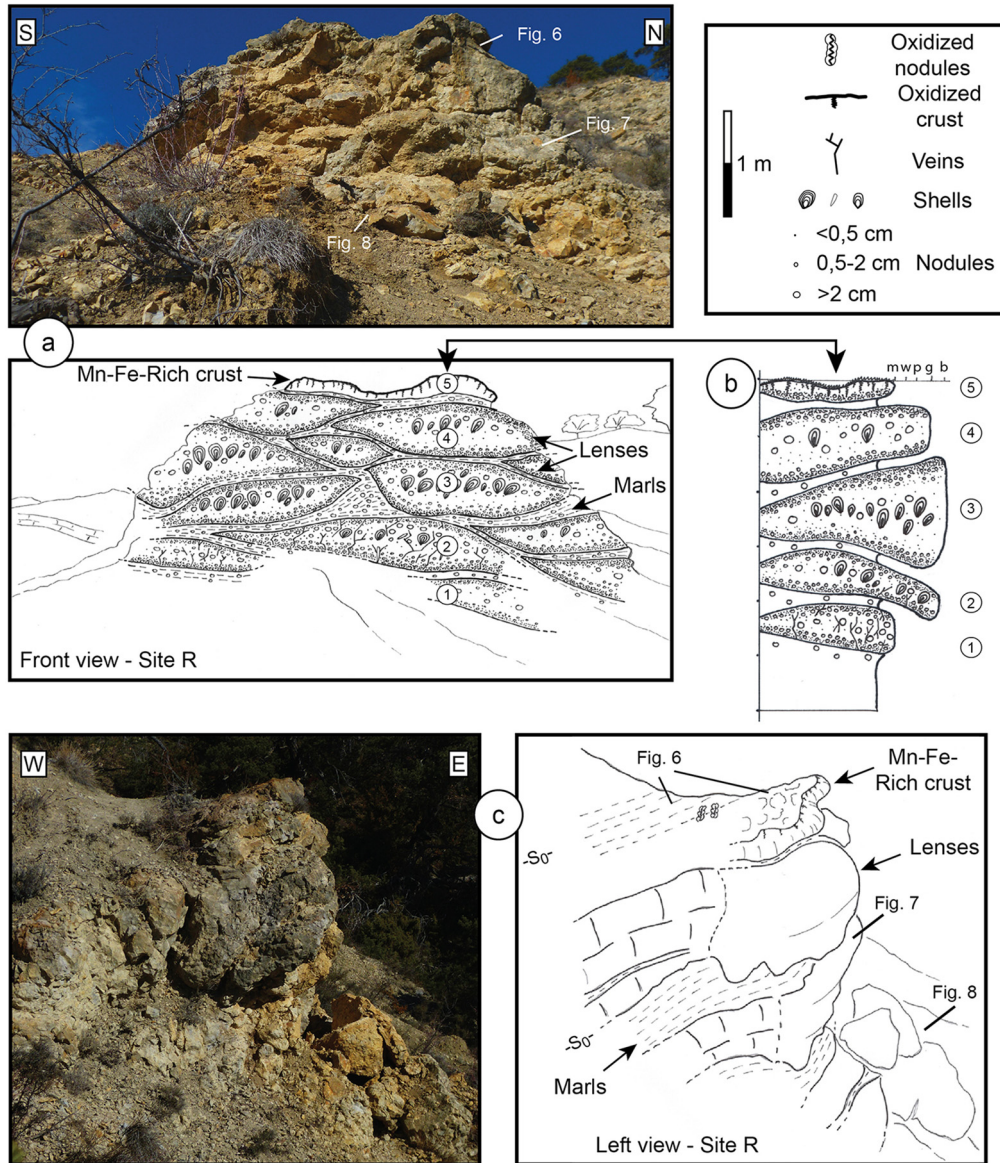 S
Fig. 6
N
Fig. 7
Fig. 8
Oxidized
nodules
Oxidized
crust
1 m
Veins
Shells
<0,5 cm
0,5-2 cm Nodules
>2 cm
a
Mn-Fe-Rich crust
5
4
Lenses
3
Marls
2
1
Front view - Site R
b
m w p g b
5
4
3
2
1
W
E
c
Fig. 6
Mn-Fe-
Rich crust
-S0-
Lenses
Fig. 7
Fig. 8
-S0-
Marls
Left view - Site R